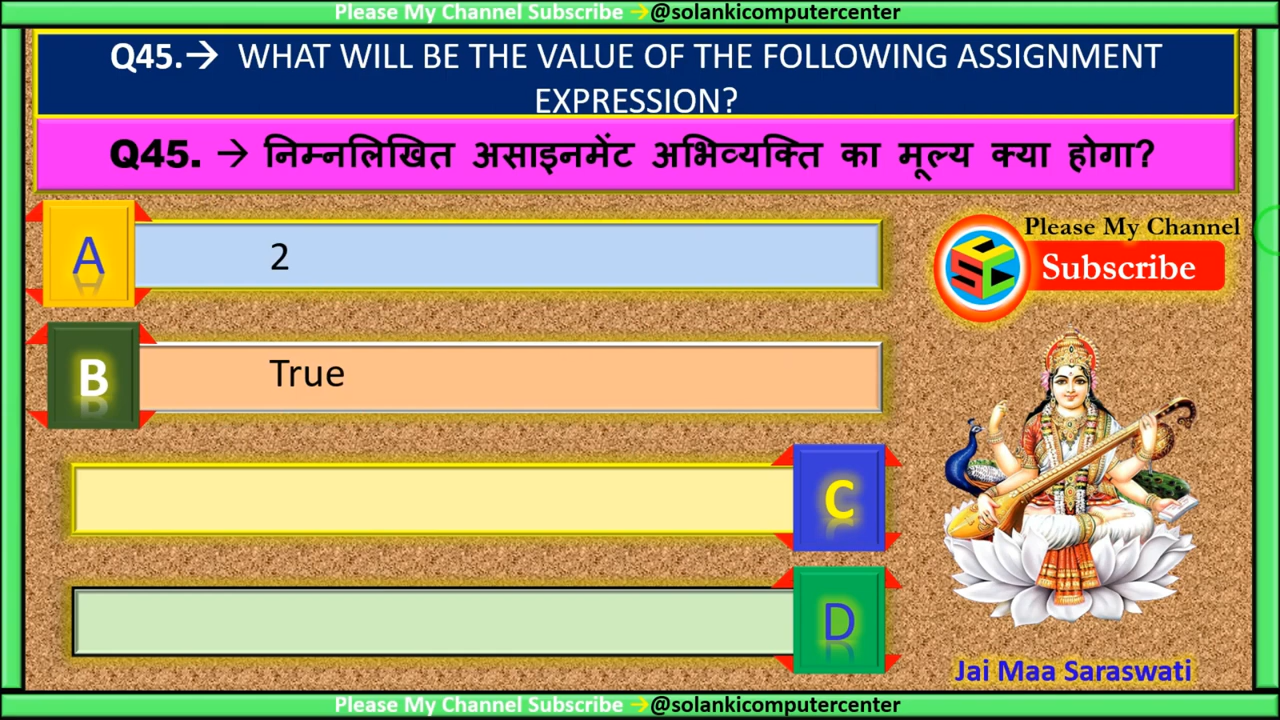 Please My Channel Subscribe →@solankicomputercenter
Q45.→ WHAT WILL BE THE VALUE OF THE FOLLOWING ASSIGNMENT
EXPRESSION?
Q45. → निम्नलिखित असाइनमेंट अभिव्यक्ति का मूल्य क्या होगा?
A 2
Please My Channel
SCC Subscribe
B True
C
D
Jai Maa Saraswati
Please My Channel Subscribe →@solankicomputercenter